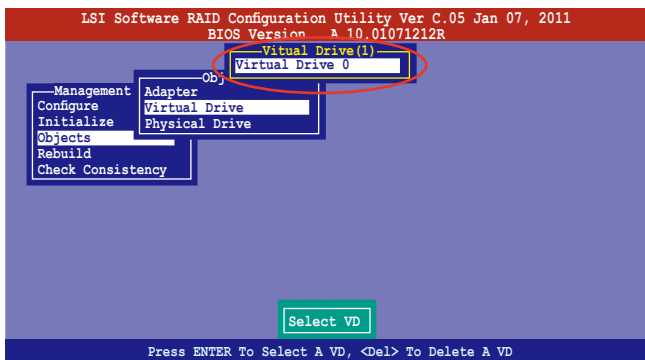 LSI Software RAID Configuration Utility Ver C.05 Jan 07, 2011
BIOS Version A 10.01071212R
Vitual Drive(1)
Virtual Drive 0
Obj
Adapter
Virtual Drive
Physical Drive
Management
Configure
Initialize
Objects
Rebuild
Check Consistency
Select VD
Press ENTER To Select A VD, <Del> To Delete A VD